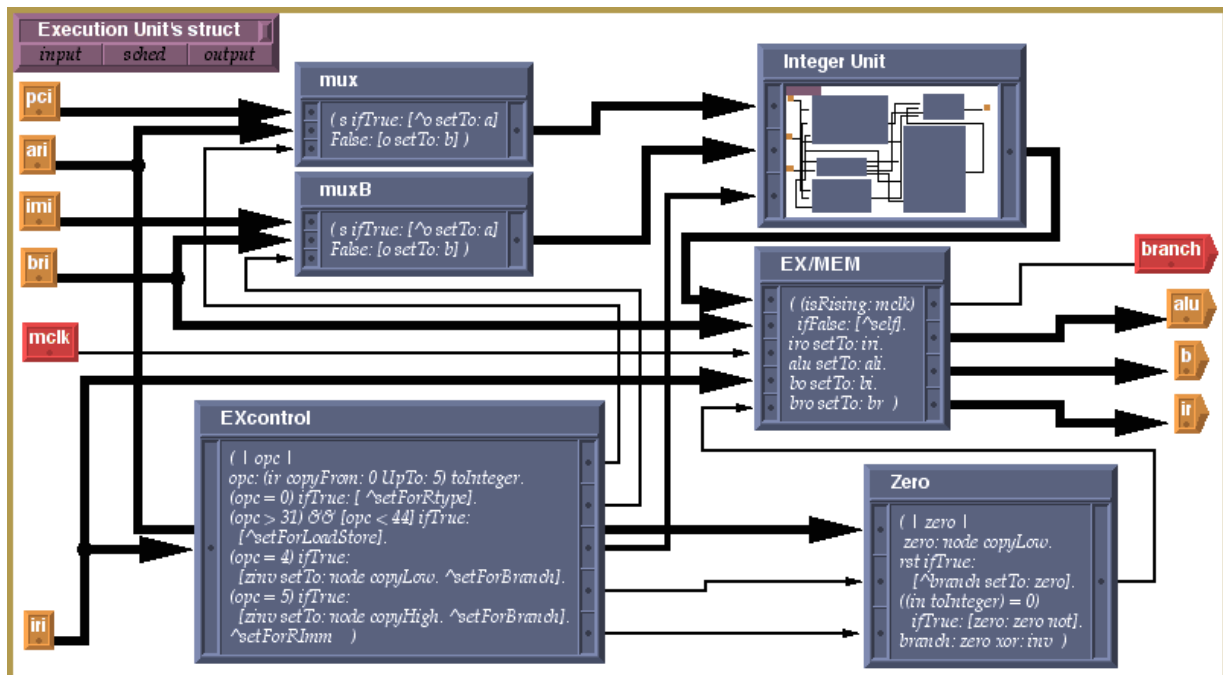 Execution Unit's struct
input sched output
pci
ari
imi
bri
mclk
iri
mux
( s ifTrue: [^o setTo: a]
False: [o setTo: b] )
muxB
( s ifTrue: [^o setTo: a]
False: [o setTo: b] )
Integer Unit
EX/MEM
( (isRising: mclk)
ifFalse: [^self].
iro setTo: iri.
alu setTo: ali.
bo setTo: bi.
bro setTo: br )
branch
alu
b
ir
EXcontrol
( | opc |
opc: (ir copyFrom: 0 UpTo: 5) toInteger.
(opc = 0) ifTrue: [ ^setForRtype].
(opc > 31) && [opc < 44] ifTrue:
[^setForLoadStore].
(opc = 4) ifTrue:
[zinv setTo: node copyLow. ^setForBranch].
(opc = 5) ifTrue:
[zinv setTo: node copyHigh. ^setForBranch].
^setForRImm )
Zero
( | zero |
zero: node copyLow.
rst ifTrue:
[^branch setTo: zero].
((in toInteger) = 0)
ifTrue: [zero: zero not].
branch: zero xor: inv )